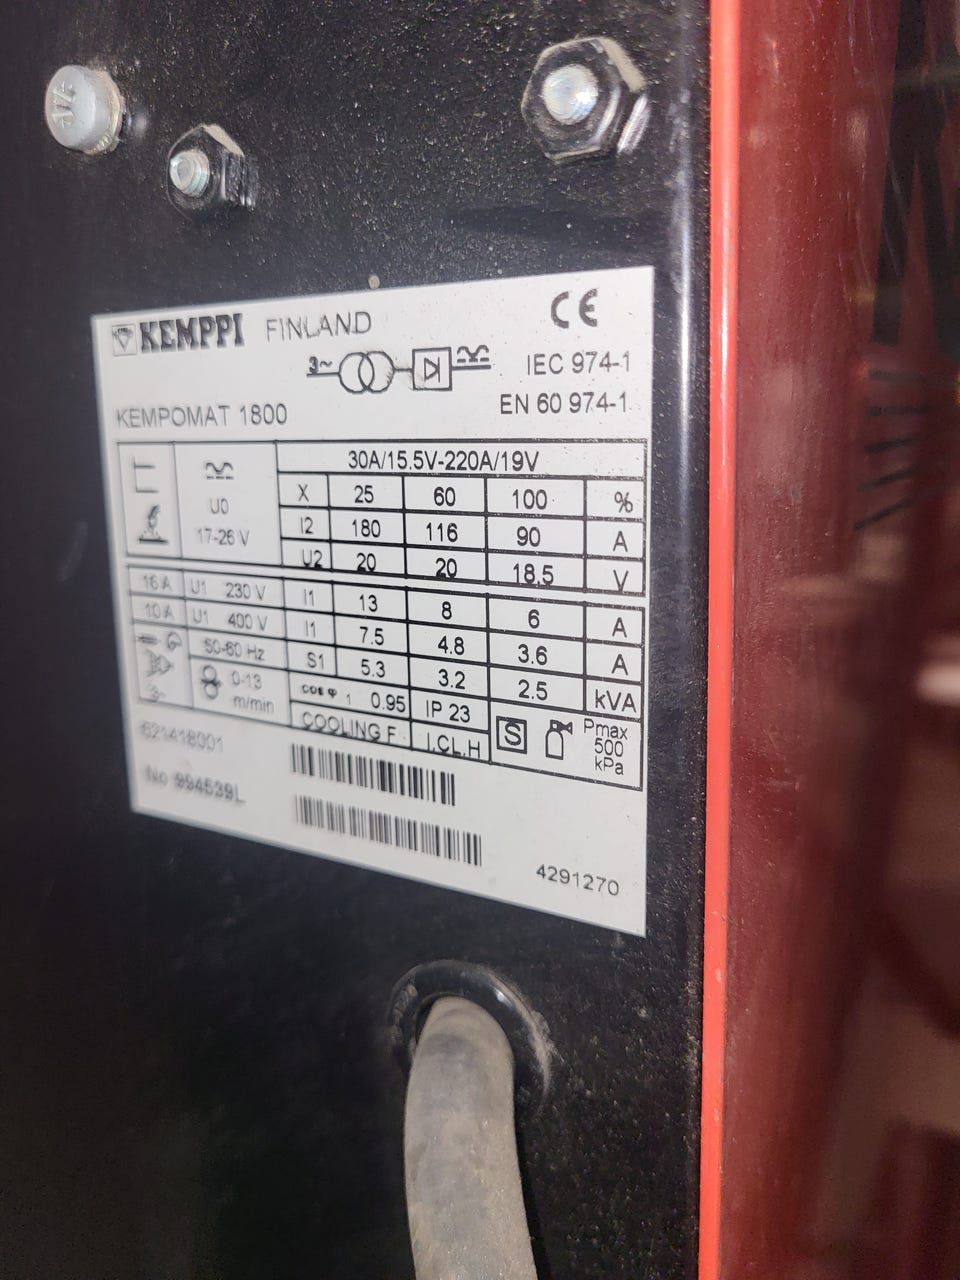 KEMPPI FINLAND CE
3~
IEC 974-1
KEMPOMAT 1800 EN 60 974-1
30A/15.5V-220A/19V
U0
17-26 V
X 25 60 100 %
I2 180 116 90 A
U2 20 20 18.5 V
16 A U1 230 V I1 13 8 6 A
10 A U1 400 V I1 7.5 4.8 3.6 A
50-60 Hz S1 5.3 3.2 2.5 kVA
3~ 0-13 m/min cos φ 1 0.95 IP 23 S Pmax 500 kPa
COOLING F I.CL.H
621418001
No 994539L
4291270